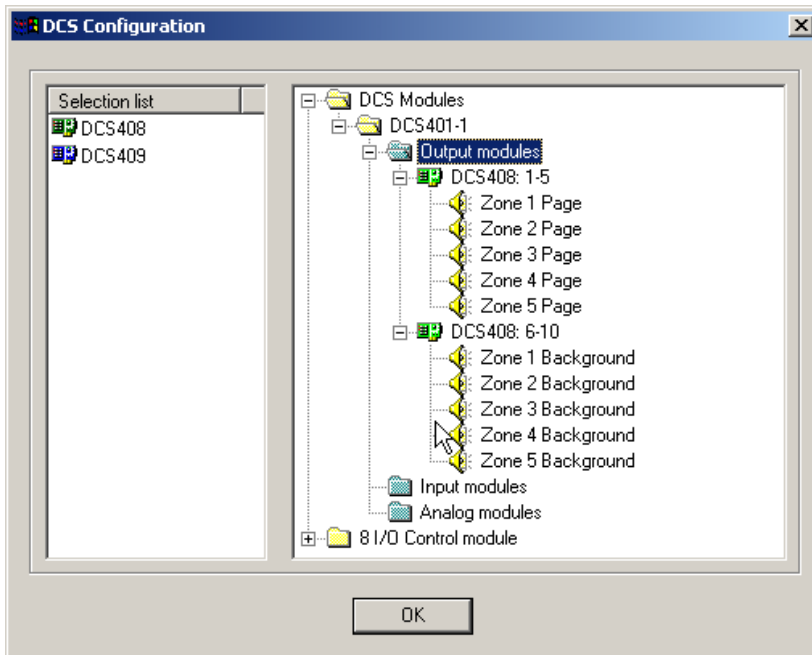 DCS Configuration
Selection list
DCS408
DCS409
DCS Modules
DCS401-1
Output modules
DCS408: 1-5
Zone 1 Page
Zone 2 Page
Zone 3 Page
Zone 4 Page
Zone 5 Page
DCS408: 6-10
Zone 1 Background
Zone 2 Background
Zone 3 Background
Zone 4 Background
Zone 5 Background
Input modules
Analog modules
8 I/O Control module
OK